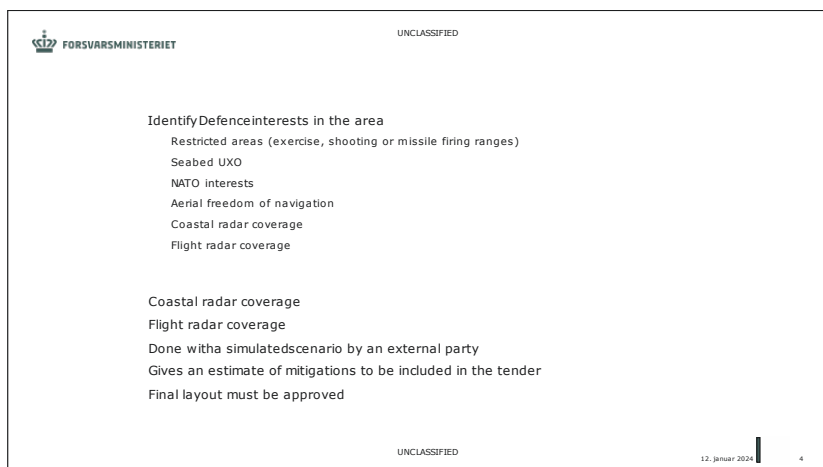 UNCLASSIFIED
FORSVARSMINISTERIET
Identify Defence interests in the area
Restricted areas (exercise, shooting or missile firing ranges)
Seabed UXO
NATO interests
Aerial freedom of navigation
Coastal radar coverage
Flight radar coverage
Coastal radar coverage
Flight radar coverage
Done witha simulatedscenario by an external party
Gives an estimate of mitigations to be included in the tender
Final layout must be approved
UNCLASSIFIED
12. januar 2024
4